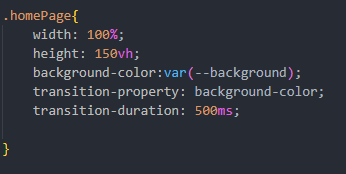 .homePage{
width: 100%;
height: 150vh;
background-color:var(--background);
transition-property: background-color;
transition-duration: 500ms;
}